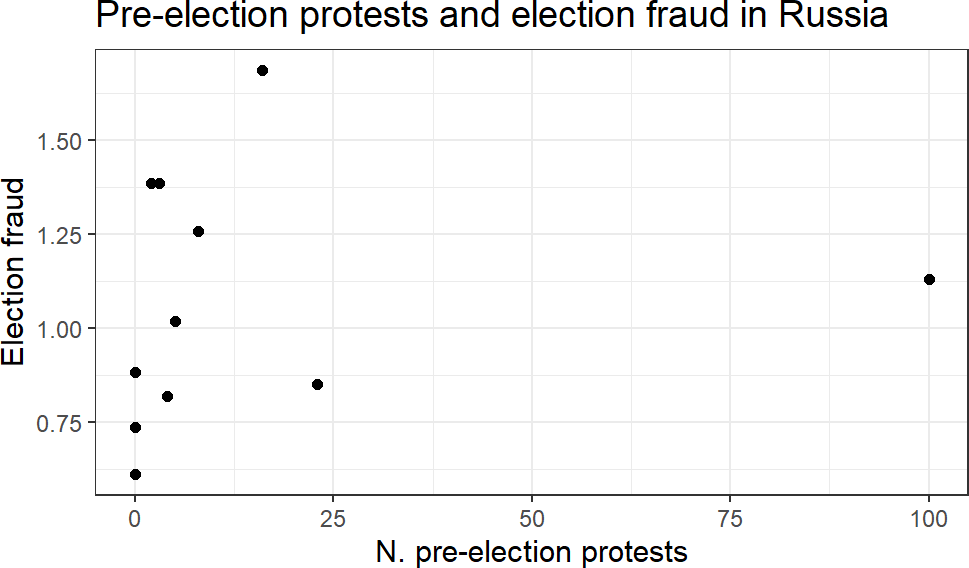 Pre-election protests and election fraud in Russia
Election fraud
1.50
1.25
1.00
0.75
0 25 50 75 100
N. pre-election protests